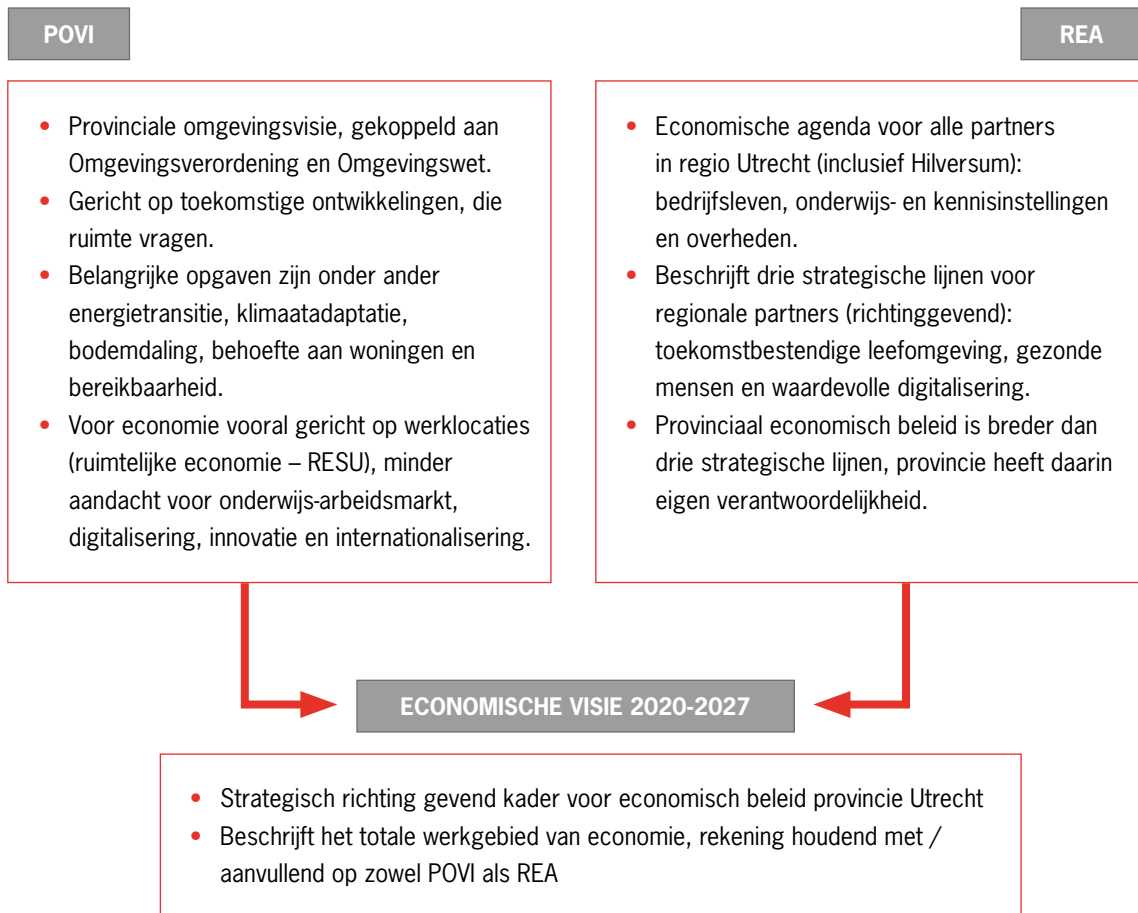 POVI
• Provinciale omgevingsvisie, gekoppeld aan
Omgevingsverordening en Omgevingswet.
• Gericht op toekomstige ontwikkelingen, die
ruimte vragen.
• Belangrijke opgaven zijn onder ander
energietransitie, klimaatadaptatie,
bodemdaling, behoefte aan woningen en
bereikbaarheid.
• Voor economie vooral gericht op werklocaties
(ruimtelijke economie – RESU), minder
aandacht voor onderwijs-arbeidsmarkt,
digitalisering, innovatie en internationalisering.
REA
• Economische agenda voor alle partners
in regio Utrecht (inclusief Hilversum):
bedrijfsleven, onderwijs- en kennisinstellingen
en overheden.
• Beschrijft drie strategische lijnen voor
regionale partners (richtinggevend):
toekomstbestendige leefomgeving, gezonde
mensen en waardevolle digitalisering.
• Provinciaal economisch beleid is breder dan
drie strategische lijnen, provincie heeft daarin
eigen verantwoordelijkheid.
ECONOMISCHE VISIE 2020-2027
• Strategisch richting gevend kader voor economisch beleid provincie Utrecht
• Beschrijft het totale werkgebied van economie, rekening houdend met /
aanvullend op zowel POVI als REA